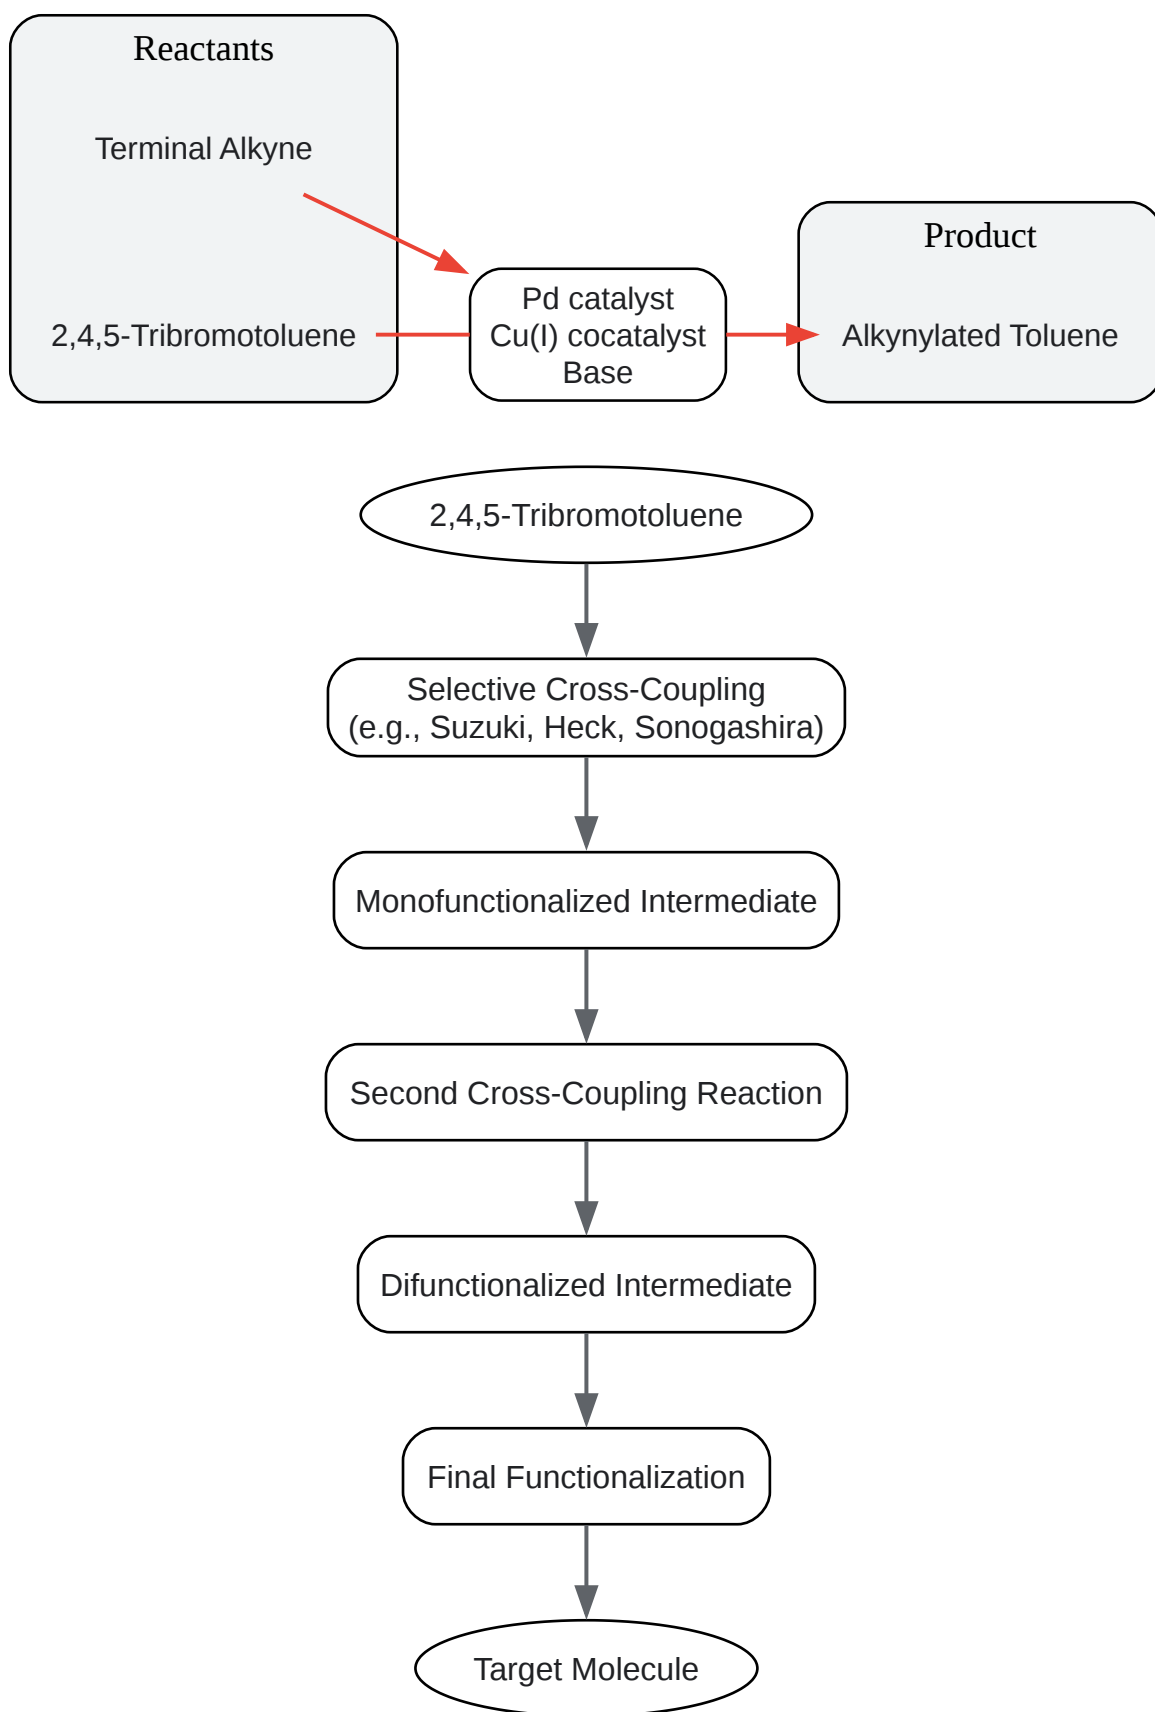 Reactants
Terminal Alkyne
2,4,5-Tribromotoluene
Pd catalyst
Cu(I) cocatalyst
Base
Product
Alkynylated Toluene
2,4,5-Tribromotoluene
Selective Cross-Coupling
(e.g., Suzuki, Heck, Sonogashira)
Monofunctionalized Intermediate
Second Cross-Coupling Reaction
Difunctionalized Intermediate
Final Functionalization
Target Molecule